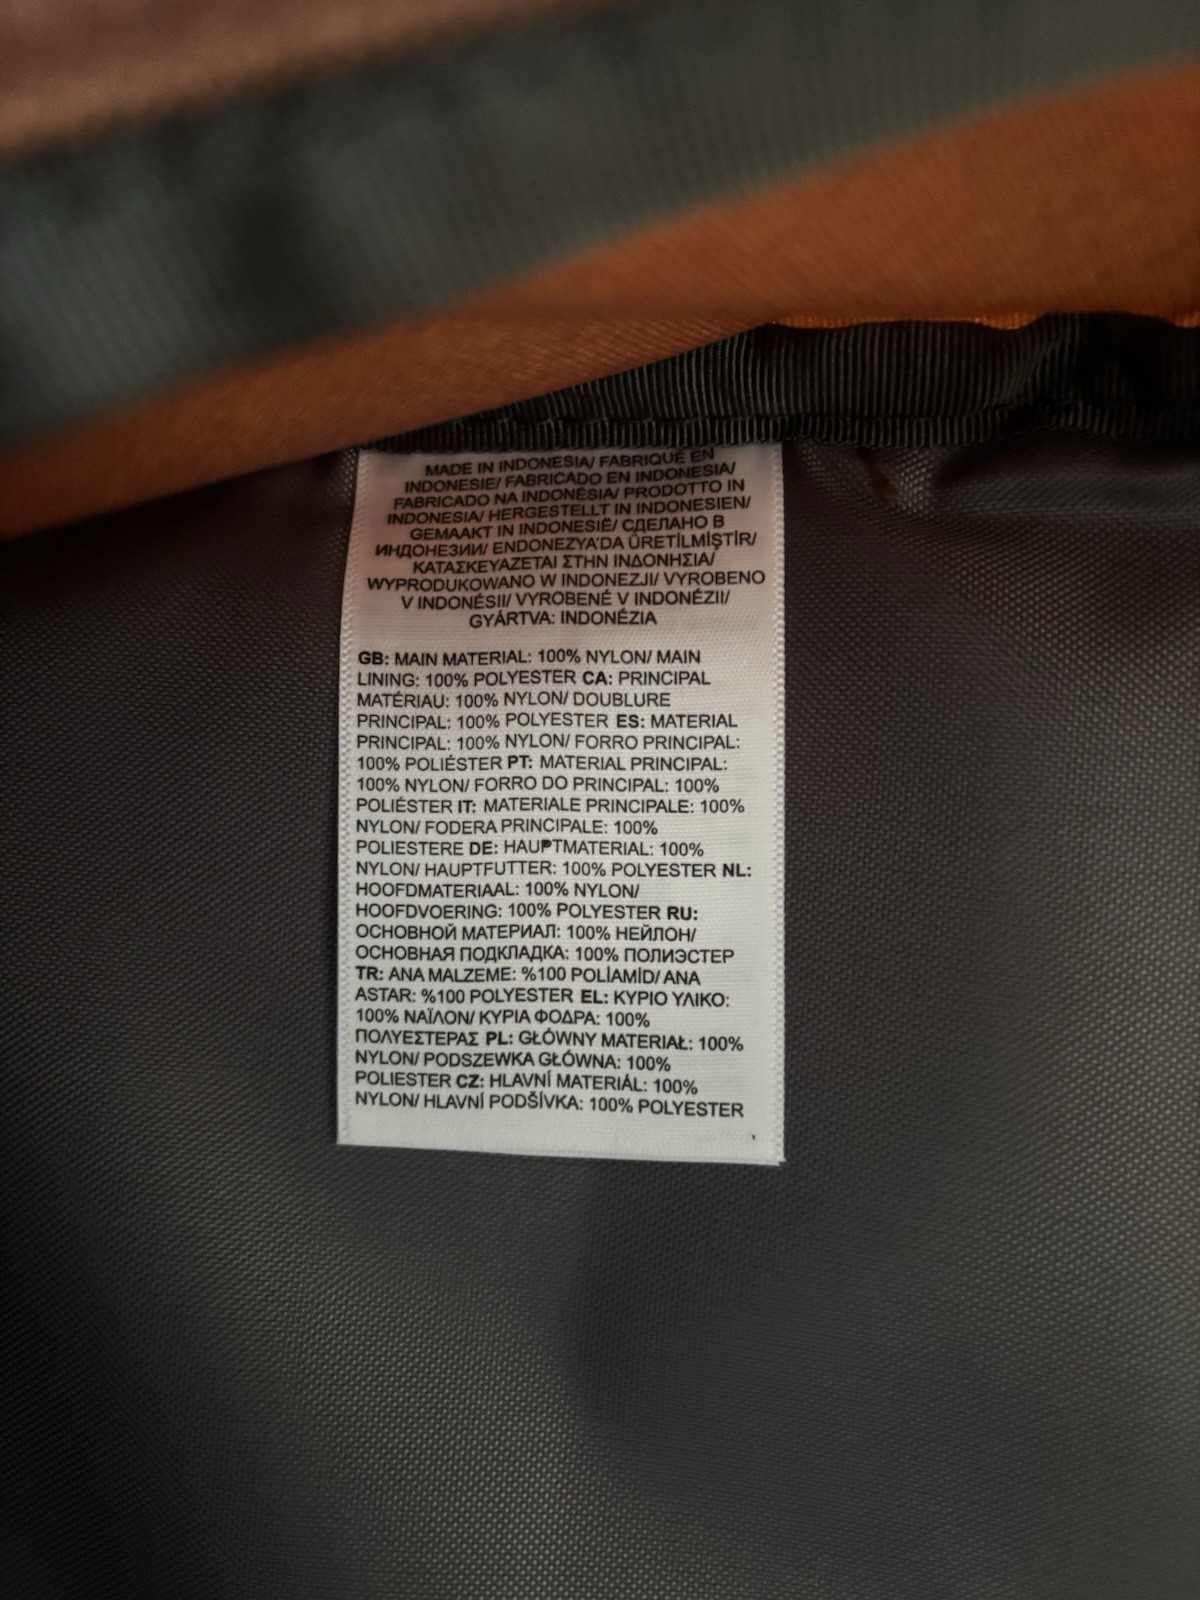 MADE IN INDONESIA/ FABRIQUÉ EN
INDONESIE/ FABRICADO EN INDONESIA/
FABRICADO NA INDONÉSIA/ PRODOTTO IN
INDONESIA/ HERGESTELLT IN INDONESIEN/
GEMAAKT IN INDONESIË/ СДЕЛАНО В
ИНДОНЕЗИИ/ ENDONEZYA'DA ÜRETİLMİŞTİR/
ΚΑΤΑΣΚΕΥΑΖΕΤΑΙ ΣΤΗΝ ΙΝΔΟΝΗΣΙΑ/
WYPRODUKOWANO W INDONEZJI/ VYROBENO
V INDONÉSII/ VYROBENÉ V INDONÉZII/
GYÁRTVA: INDONÉZIA
GB: MAIN MATERIAL: 100% NYLON/ MAIN
LINING: 100% POLYESTER CA: PRINCIPAL
MATÉRIAU: 100% NYLON/ DOUBLURE
PRINCIPAL: 100% POLYESTER ES: MATERIAL
PRINCIPAL: 100% NYLON/ FORRO PRINCIPAL:
100% POLIÉSTER PT: MATERIAL PRINCIPAL:
100% NYLON/ FORRO DO PRINCIPAL: 100%
POLIÉSTER IT: MATERIALE PRINCIPALE: 100%
NYLON/ FODERA PRINCIPALE: 100%
POLIESTERE DE: HAUPTMATERIAL: 100%
NYLON/ HAUPTFUTTER: 100% POLYESTER NL:
HOOFDMATERIAAL: 100% NYLON/
HOOFDVOERING: 100% POLYESTER RU:
ОСНОВНОЙ МАТЕРИАЛ: 100% НЕЙЛОН/
ОСНОВНАЯ ПОДКЛАДКА: 100% ПОЛИЭСТЕР
TR: ANA MALZEME: %100 POLİAMİD/ ANA
ASTAR: %100 POLYESTER EL: ΚΥΡΙΟ ΥΛΙΚΟ:
100% ΝΑΪΛΟΝ/ ΚΥΡΙΑ ΦΟΔΡΑ: 100%
ΠΟΛΥΕΣΤΕΡΑΣ PL: GŁÓWNY MATERIAŁ: 100%
NYLON/ PODSZEWKA GŁÓWNA: 100%
POLIESTER CZ: HLAVNÍ MATERIÁL: 100%
NYLON/ HLAVNÍ PODŠÍVKA: 100% POLYESTER